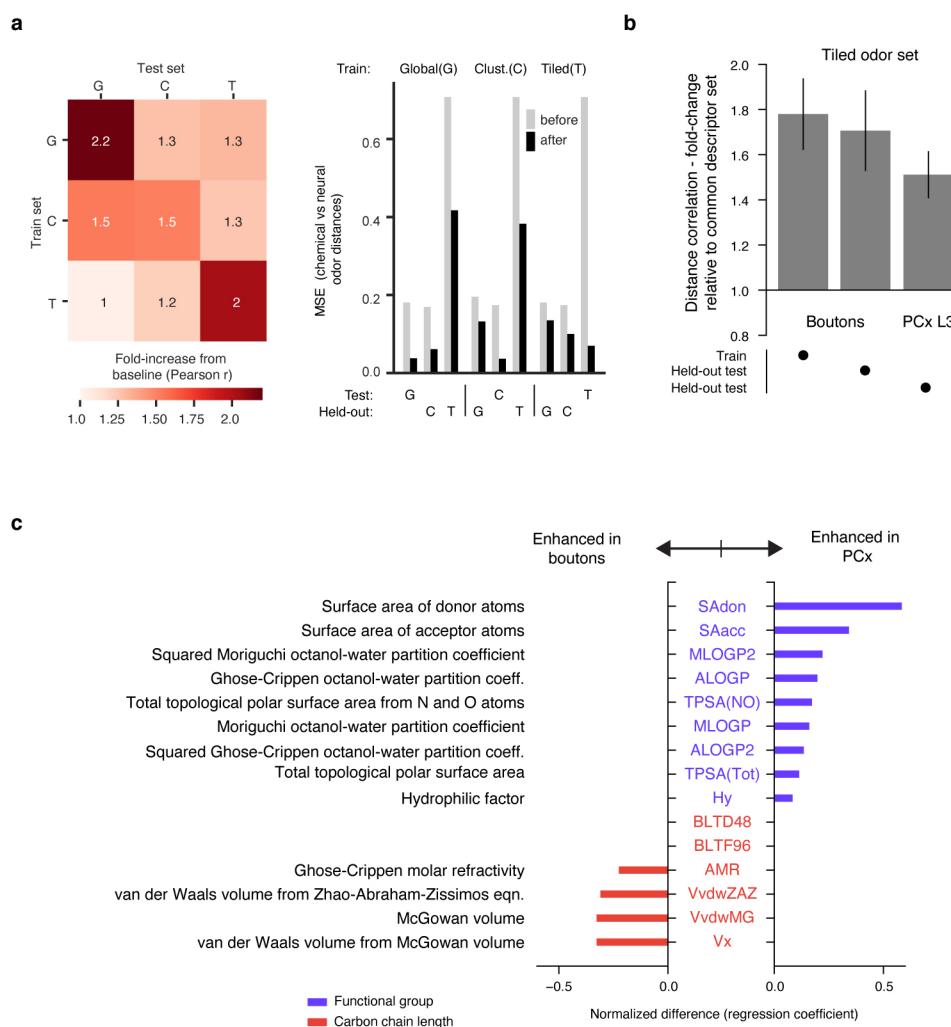 a
Test set
G C T
Train set
G 2.2 1.3 1.3
C 1.5 1.5 1.3
T 1 1.2 2
Fold-increase from
baseline (Pearson r)
1.0 1.25 1.50 1.75 2.0
Train: Global(G) Clust.(C) Tiled(T)
before
after
MSE (chemical vs neural
odor distances)
0.6
0.4
0.2
0.0
Test: G C T
Held-out: C T G T G C
b
Tiled odor set
Distance correlation - fold-change
relative to common descriptor set
2.0
1.8
1.6
1.4
1.2
1.0
0.8
Boutons PCx L3
Train
Held-out test
Held-out test
c
Enhanced in
boutons
Enhanced in
PCx
Surface area of donor atoms SAdon
Surface area of acceptor atoms SAacc
Squared Moriguchi octanol-water partition coefficient MLOGP2
Ghose-Crippen octanol-water partition coeff. ALOGP
Total topological polar surface area from N and O atoms TPSA(NO)
Moriguchi octanol-water partition coefficient MLOGP
Squared Ghose-Crippen octanol-water partition coeff. ALOGP2
Total topological polar surface area TPSA(Tot)
Hydrophilic factor Hy
BLTD48
BLTF96
Ghose-Crippen molar refractivity AMR
van der Waals volume from Zhao-Abraham-Zissimos eqn. VvdwZAZ
McGowan volume VvdwMG
van der Waals volume from McGowan volume Vx
−0.5 0.0 0.0 0.5
Normalized difference (regression coefficient)
Functional group
Carbon chain length